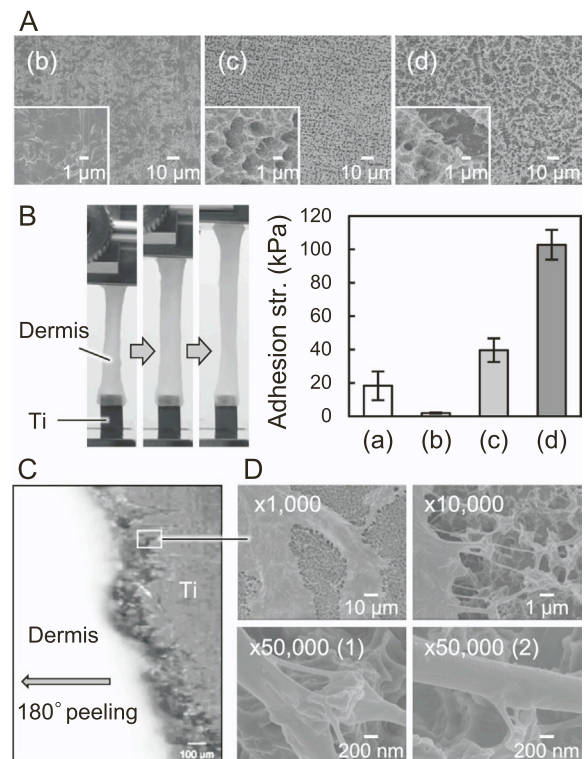 A
(b)
(c)
(d)
1 μm
10 μm
1 μm
10 μm
1 μm
10 μm
B
Dermis
Ti
Adhesion str. (kPa)
120
100
80
60
40
20
0
(a)
(b)
(c)
(d)
C
Dermis
Ti
180° peeling
100 μm
D
x1,000
10 μm
x10,000
1 μm
x50,000 (1)
200 nm
x50,000 (2)
200 nm